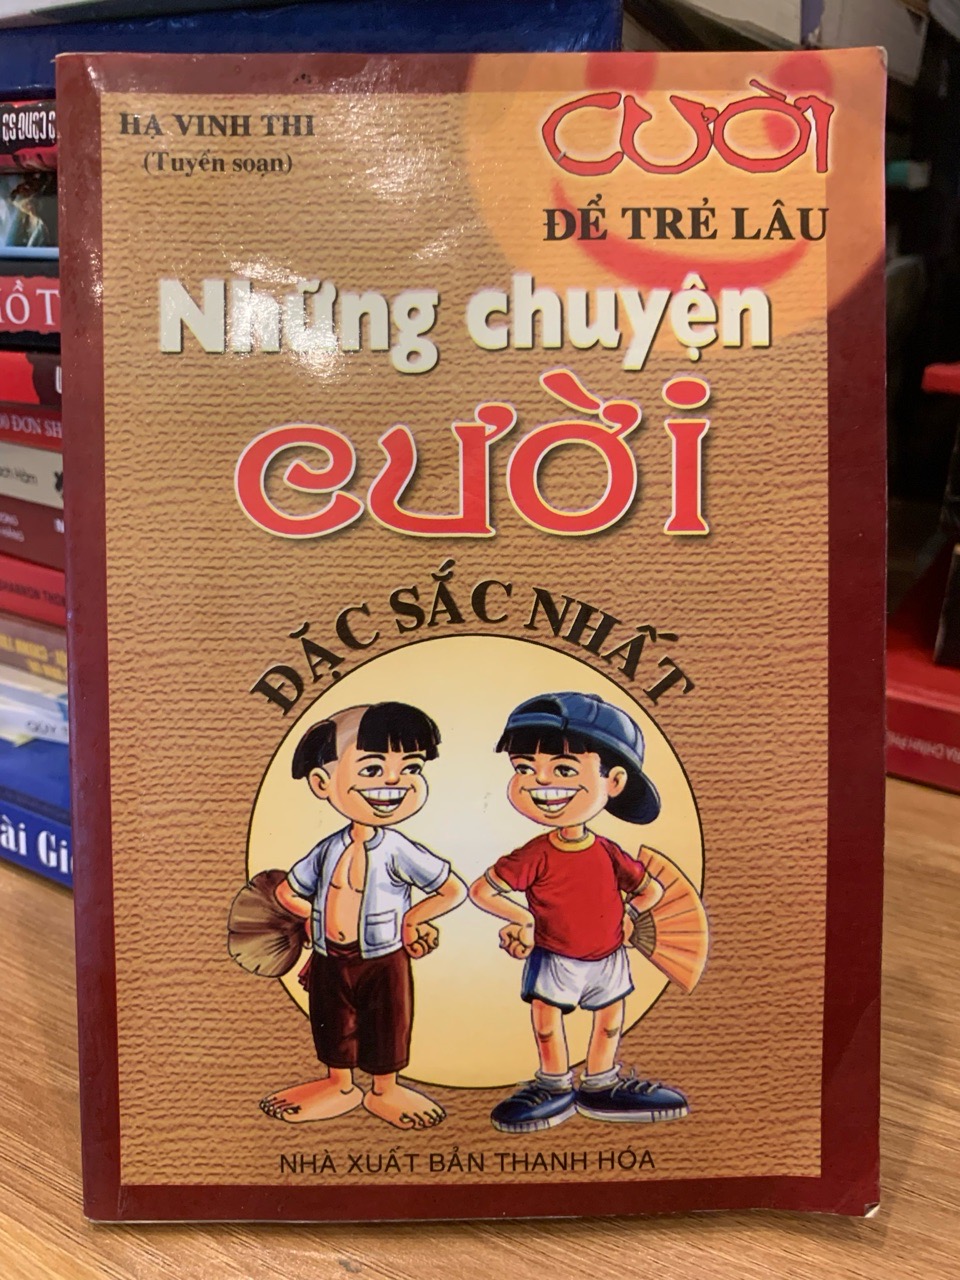 HẠ VINH THI
(Tuyển soạn)
CƯỜI
ĐỂ TRẺ LÂU
Những chuyện
cười
ĐẶC SẮC NHẤT
NHÀ XUẤT BẢN THANH HÓA
ĐƠN